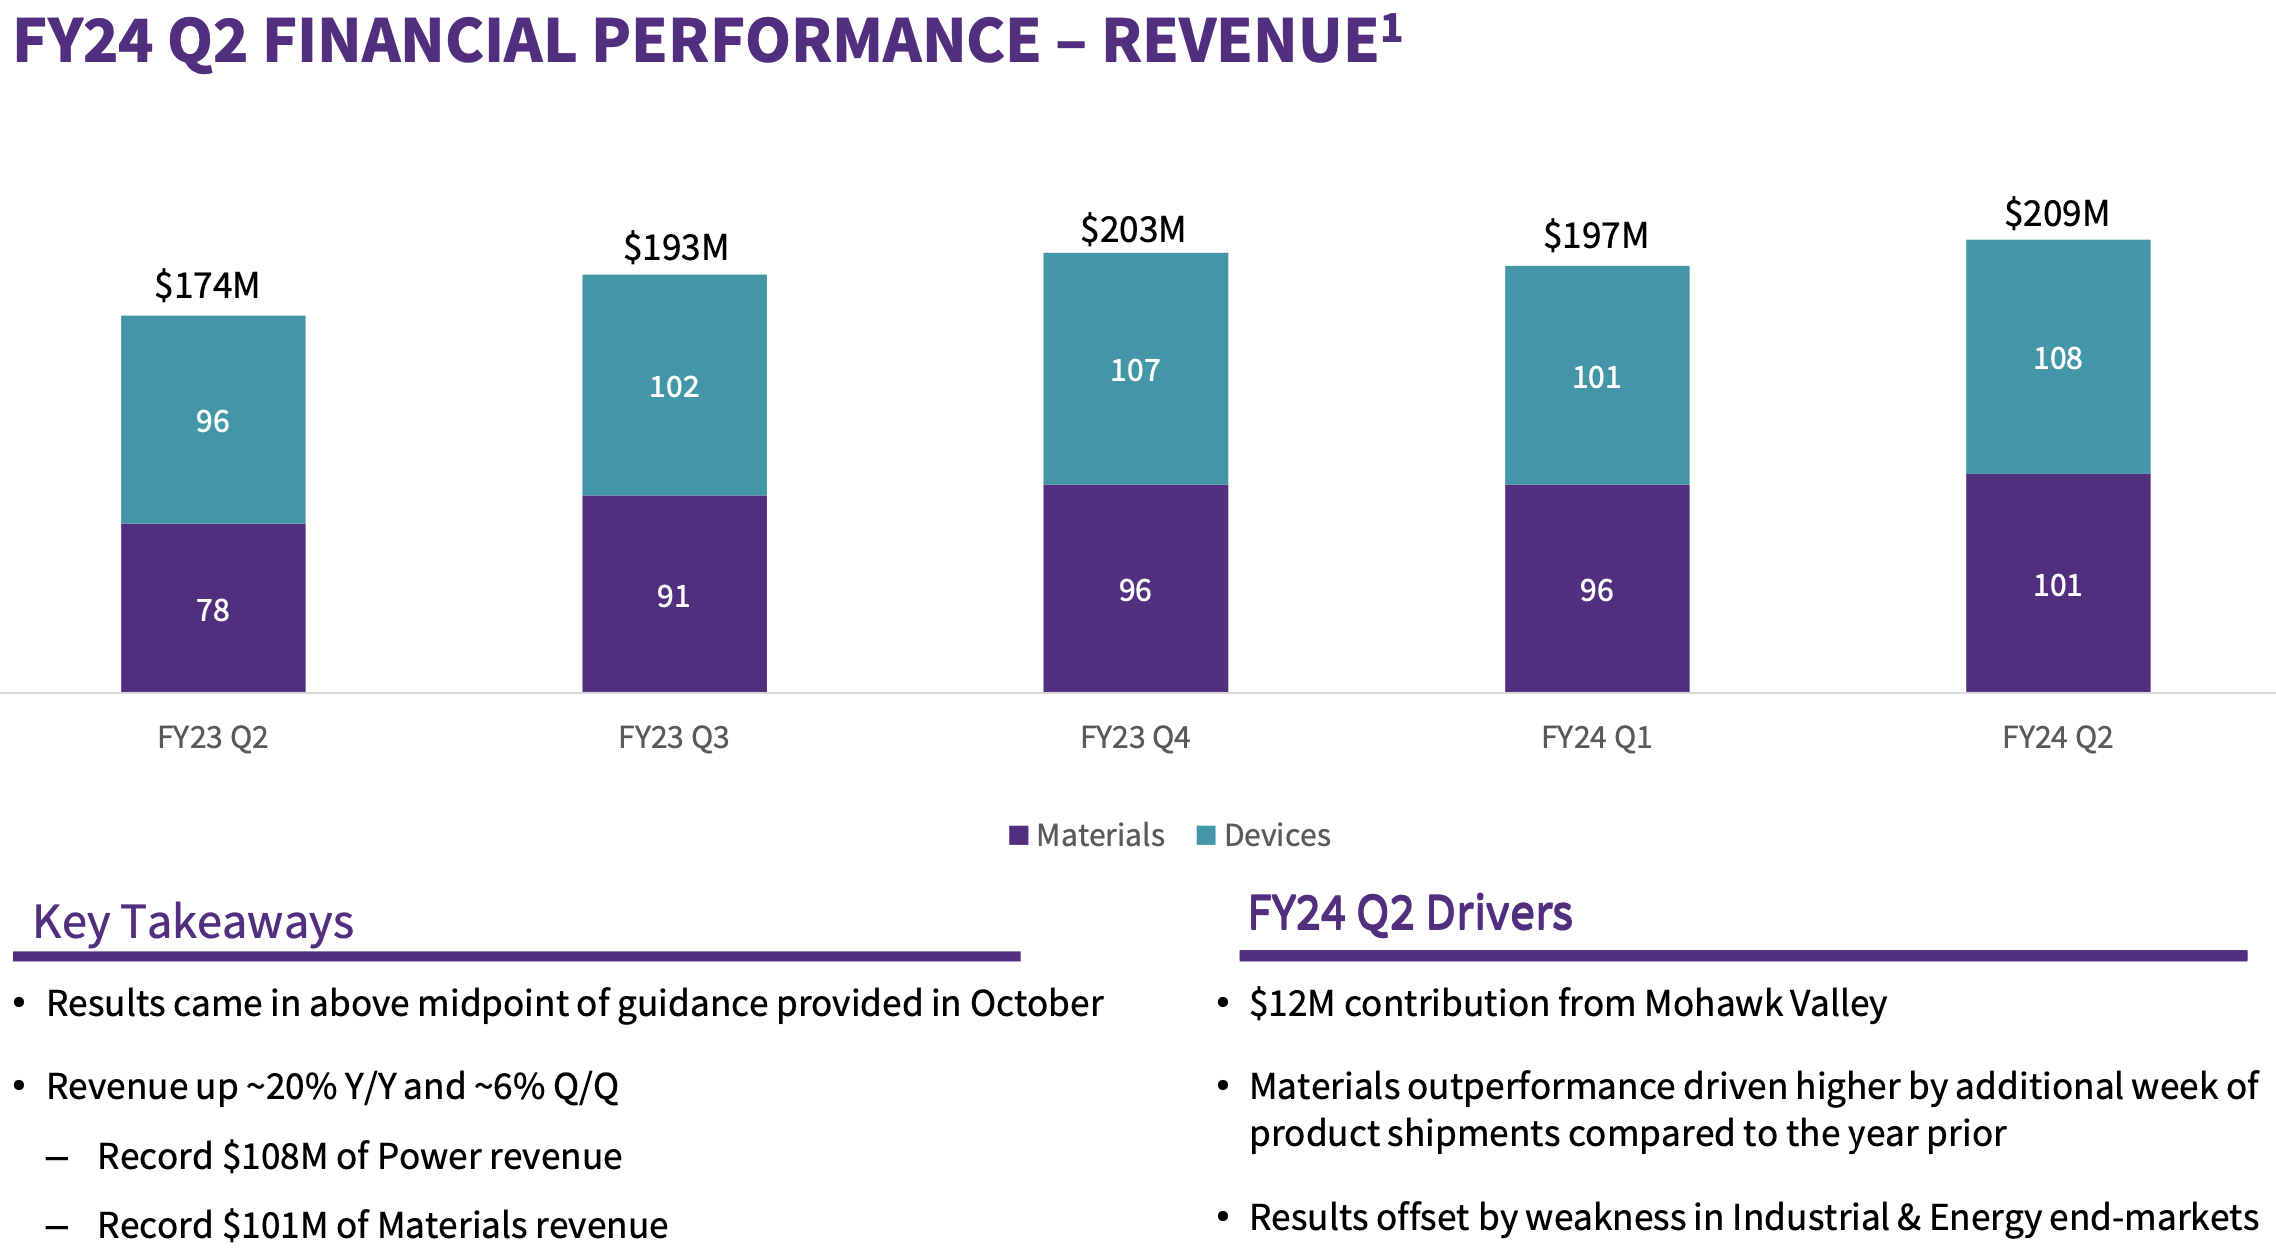 FY24 Q2 FINANCIAL PERFORMANCE – REVENUE¹
$174M
$193M
$203M
$197M
$209M
96
102
107
101
108
78
91
96
96
101
FY23 Q2
FY23 Q3
FY23 Q4
FY24 Q1
FY24 Q2
Materials
Devices
Key Takeaways
• Results came in above midpoint of guidance provided in October
• Revenue up ~20% Y/Y and ~6% Q/Q
– Record $108M of Power revenue
– Record $101M of Materials revenue
FY24 Q2 Drivers
• $12M contribution from Mohawk Valley
• Materials outperformance driven higher by additional week of
product shipments compared to the year prior
• Results offset by weakness in Industrial & Energy end-markets